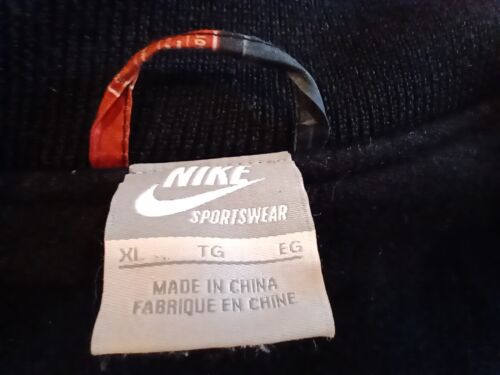 NIKE
SPORTSWEAR
XL TG EG
MADE IN CHINA
FABRIQUE EN CHINE